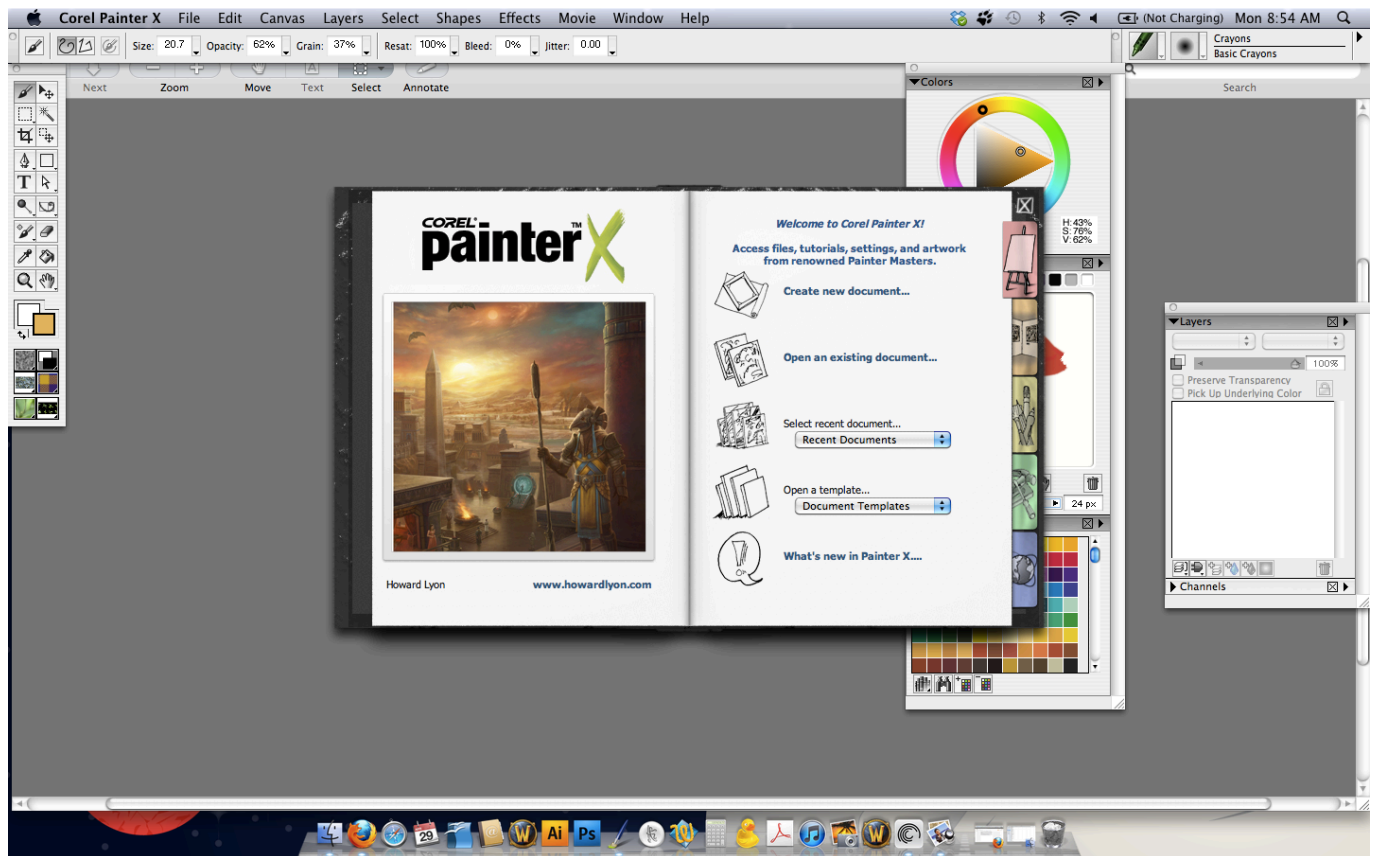 Corel Painter X File Edit Canvas Layers Select Shapes Effects Movie Window Help (Not Charging) Mon 8:54 AM
Size: 20.7 Opacity: 62% Grain: 37% Resat: 100% Bleed: 0% Jitter: 0.00
Crayons
Basic Crayons
Next Zoom Move Text Select Annotate
Search
Colors
H: 43%
S: 76%
V: 62%
T
COREL
painter X ™
Howard Lyon
www.howardlyon.com
Welcome to Corel Painter X!
Access files, tutorials, settings, and artwork
from renowned Painter Masters.
Create new document...
Open an existing document...
Select recent document...
Recent Documents
Open a template...
Document Templates
What's new in Painter X....
24 px
Layers
100%
Preserve Transparency
Pick Up Underlying Color
Channels
29
Ai
Ps